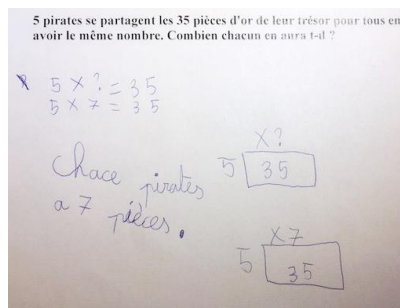 5 pirates se partagent les 35 pièces d'or de leur trésor pour tous en
avoir le même nombre. Combien chacun en aura t-il ?
5 x ? = 35
5 x 7 = 35
x?
5 35
Chace pirates
a 7 pièces.
x7
5 35